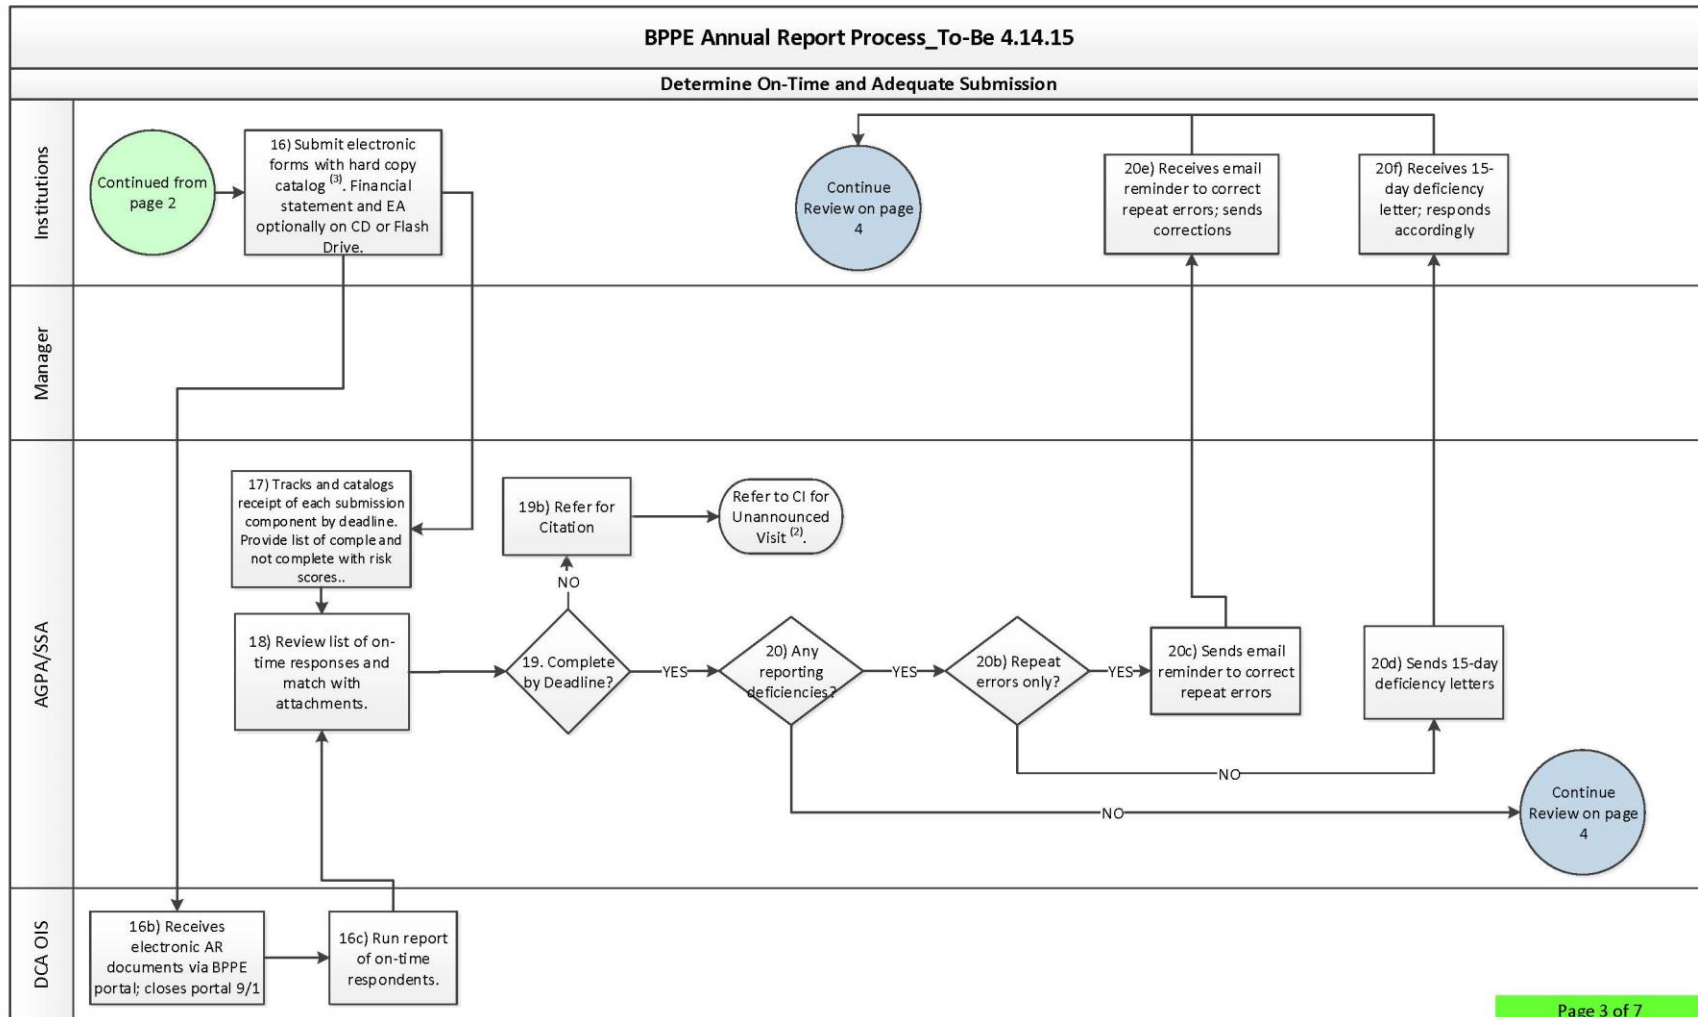 BPPE Annual Report Process_To-Be 4.14.15
Determine On-Time and Adequate Submission
Institutions
Continued from
page 2
16) Submit electronic
forms with hard copy
catalog (3). Financial
statement and EA
optionally on CD or Flash
Drive.
Continue
Review on page
4
20e) Receives email
reminder to correct
repeat errors; sends
corrections
20f) Receives 15-
day deficiency
letter; responds
accordingly
Manager
AGPA/SSA
17) Tracks and catalogs
receipt of each submission
component by deadline.
Provide list of comple and
not complete with risk
scores..
19b) Refer for
Citation
Refer to CI for
Unannounced
Visit (2).
NO
18) Review list of on-
time responses and
match with
attachments.
19. Complete
by Deadline?
YES
20) Any
reporting
deficiencies?
YES
20b) Repeat
errors only?
YES
20c) Sends email
reminder to correct
repeat errors
20d) Sends 15-day
deficiency letters
NO
NO
Continue
Review on page
4
DCA OIS
16b) Receives
electronic AR
documents via BPPE
portal; closes portal 9/1
16c) Run report
of on-time
respondents.
Page 3 of 7